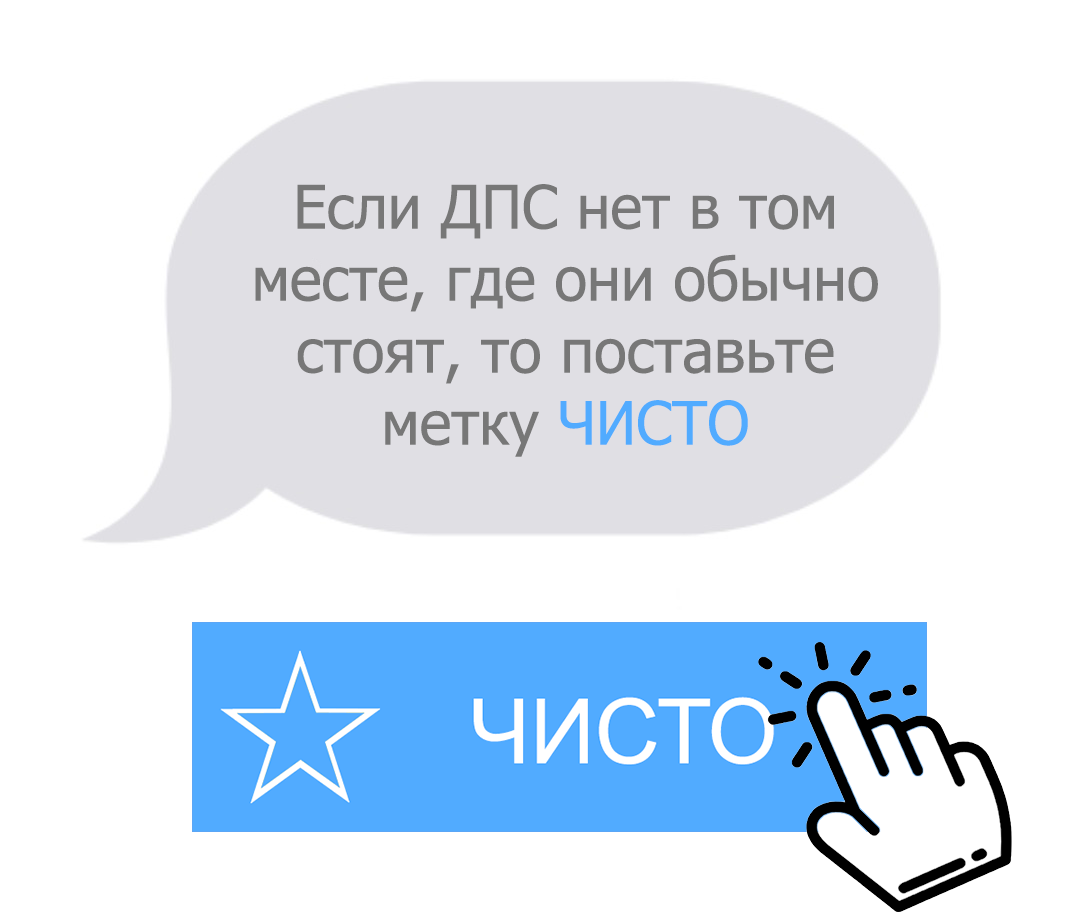 Если ДПС нет в том
месте, где они обычно
стоят, то поставьте
метку ЧИСТО
ЧИСТО